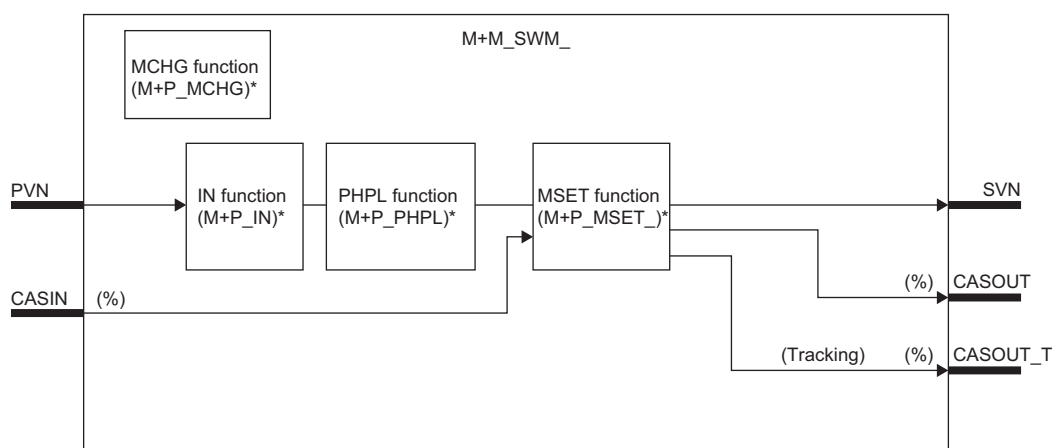 M+M_SWM_
MCHG function
(M+P_MCHG)*
PVN
IN function
(M+P_IN)*
PHPL function
(M+P_PHPL)*
MSET function
(M+P_MSET_)*
SVN
CASIN
(%)
(%)
CASOUT
(Tracking)
(%)
CASOUT_T